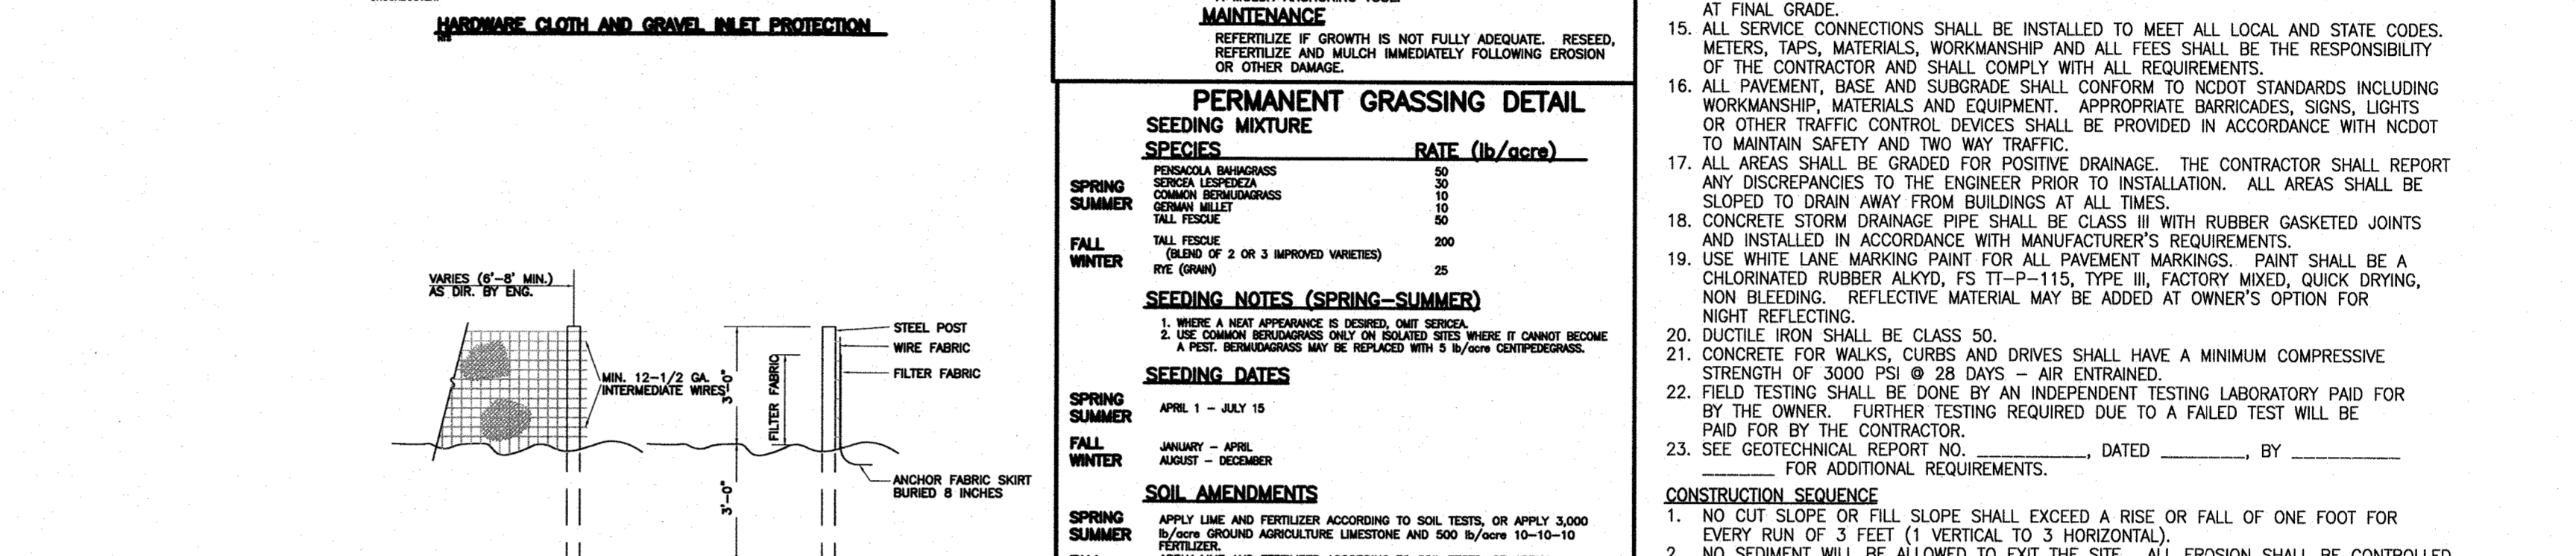 HARDWARE CLOTH AND GRAVEL INLET PROTECTION
NTS
VARIES (6'-8' MIN.)
AS DIR. BY ENG.
MIN. 12-1/2 GA.
INTERMEDIATE WIRES
3'-0"
FILTER FABRIC
STEEL POST
WIRE FABRIC
FILTER FABRIC
ANCHOR FABRIC SKIRT
BURIED 8 INCHES
3'-0"
MAINTENANCE
REFERTILIZE IF GROWTH IS NOT FULLY ADEQUATE. RESEED,
REFERTILIZE AND MULCH IMMEDIATELY FOLLOWING EROSION
OR OTHER DAMAGE.
PERMANENT GRASSING DETAIL
SEEDING MIXTURE
SPECIES RATE (lb/acre)
SPRING
SUMMER
PENSACOLA BAHIAGRASS 50
SERICEA LESPEDEZA 30
COMMON BERMUDAGRASS 10
GERMAN MILLET 10
TALL FESCUE 50
FALL
WINTER
TALL FESCUE 200
(BLEND OF 2 OR 3 IMPROVED VARIETIES)
RYE (GRAIN) 25
SEEDING NOTES (SPRING-SUMMER)
1. WHERE A NEAT APPEARANCE IS DESIRED, OMIT SERICEA.
2. USE COMMON BERUDAGRASS ONLY ON ISOLATED SITES WHERE IT CANNOT BECOME
A PEST. BERMUDAGRASS MAY BE REPLACED WITH 5 lb/acre CENTIPEDEGRASS.
SEEDING DATES
SPRING
SUMMER
APRIL 1 - JULY 15
FALL
WINTER
JANUARY - APRIL
AUGUST - DECEMBER
SOIL AMENDMENTS
SPRING
SUMMER
APPLY LIME AND FERTILIZER ACCORDING TO SOIL TESTS, OR APPLY 3,000
lb/acre GROUND AGRICULTURE LIMESTONE AND 500 lb/acre 10-10-10
FERTILIZER.
AT FINAL GRADE.
15. ALL SERVICE CONNECTIONS SHALL BE INSTALLED TO MEET ALL LOCAL AND STATE CODES.
METERS, TAPS, MATERIALS, WORKMANSHIP AND ALL FEES SHALL BE THE RESPONSIBILITY
OF THE CONTRACTOR AND SHALL COMPLY WITH ALL REQUIREMENTS.
16. ALL PAVEMENT, BASE AND SUBGRADE SHALL CONFORM TO NCDOT STANDARDS INCLUDING
WORKMANSHIP, MATERIALS AND EQUIPMENT. APPROPRIATE BARRICADES, SIGNS, LIGHTS
OR OTHER TRAFFIC CONTROL DEVICES SHALL BE PROVIDED IN ACCORDANCE WITH NCDOT
TO MAINTAIN SAFETY AND TWO WAY TRAFFIC.
17. ALL AREAS SHALL BE GRADED FOR POSITIVE DRAINAGE. THE CONTRACTOR SHALL REPORT
ANY DISCREPANCIES TO THE ENGINEER PRIOR TO INSTALLATION. ALL AREAS SHALL BE
SLOPED TO DRAIN AWAY FROM BUILDINGS AT ALL TIMES.
18. CONCRETE STORM DRAINAGE PIPE SHALL BE CLASS III WITH RUBBER GASKETED JOINTS
AND INSTALLED IN ACCORDANCE WITH MANUFACTURER'S REQUIREMENTS.
19. USE WHITE LANE MARKING PAINT FOR ALL PAVEMENT MARKINGS. PAINT SHALL BE A
CHLORINATED RUBBER ALKYD, FS TT-P-115, TYPE III, FACTORY MIXED, QUICK DRYING,
NON BLEEDING. REFLECTIVE MATERIAL MAY BE ADDED AT OWNER'S OPTION FOR
NIGHT REFLECTING.
20. DUCTILE IRON SHALL BE CLASS 50.
21. CONCRETE FOR WALKS, CURBS AND DRIVES SHALL HAVE A MINIMUM COMPRESSIVE
STRENGTH OF 3000 PSI @ 28 DAYS - AIR ENTRAINED.
22. FIELD TESTING SHALL BE DONE BY AN INDEPENDENT TESTING LABORATORY PAID FOR
BY THE OWNER. FURTHER TESTING REQUIRED DUE TO A FAILED TEST WILL BE
PAID FOR BY THE CONTRACTOR.
23. SEE GEOTECHNICAL REPORT NO. __________, DATED ________, BY __________
_______ FOR ADDITIONAL REQUIREMENTS.
CONSTRUCTION SEQUENCE
1. NO CUT SLOPE OR FILL SLOPE SHALL EXCEED A RISE OR FALL OF ONE FOOT FOR
EVERY RUN OF 3 FEET (1 VERTICAL TO 3 HORIZONTAL).
2. NO SEDIMENT WILL BE ALLOWED TO EXIT THE SITE. ALL EROSION SHALL BE CONTROLLED